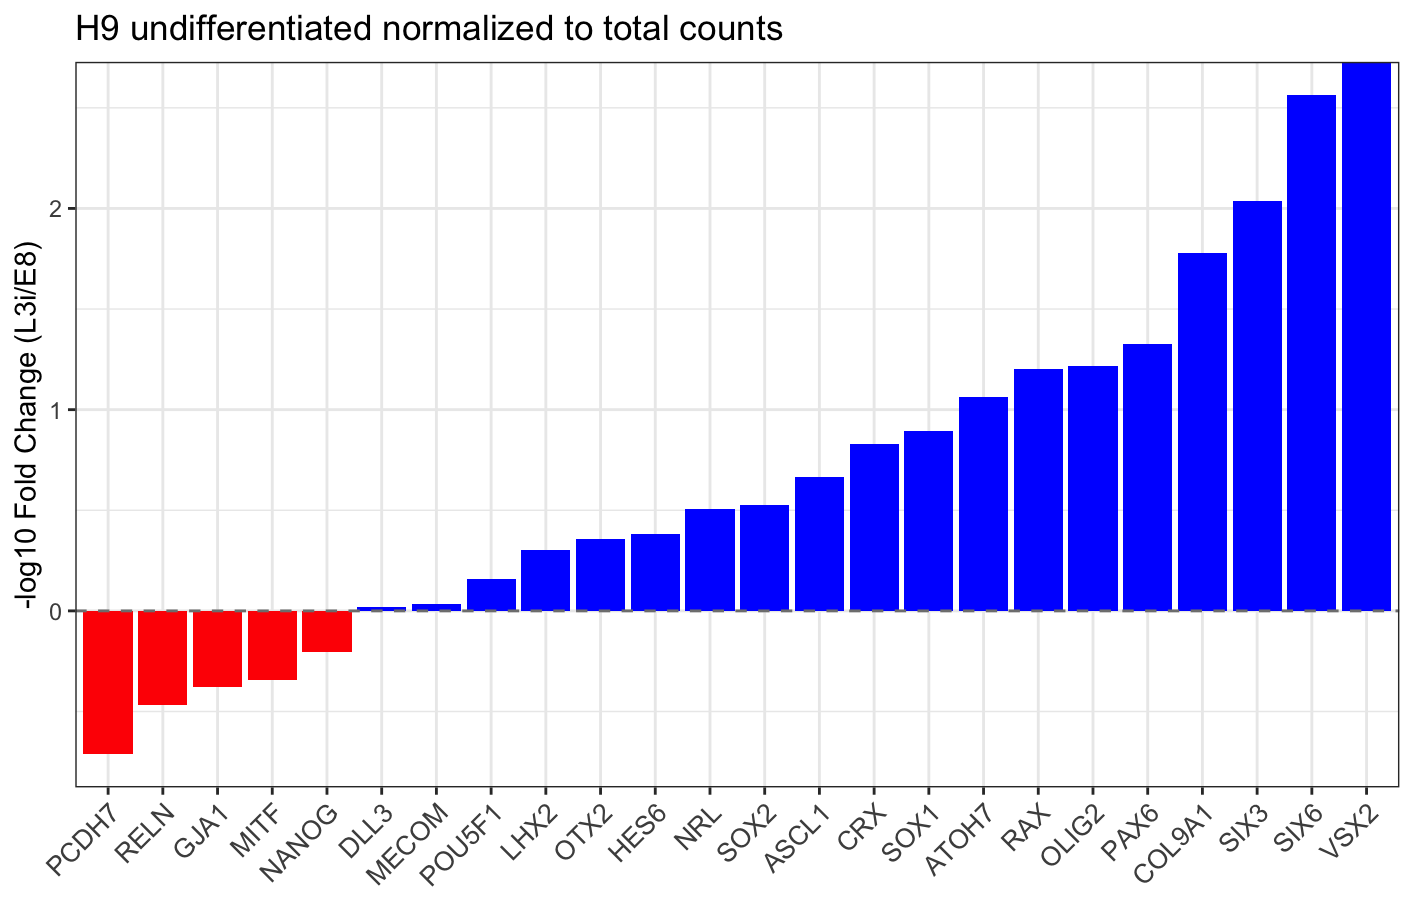 H9 undifferentiated normalized to total counts
-log10 Fold Change (L3i/E8)
2
1
0
PCDH7
RELN
GJA1
MITF
NANOG
DLL3
MECOM
POU5F1
LHX2
OTX2
HES6
NRL
SOX2
ASCL1
CRX
SOX1
ATOH7
RAX
OLIG2
PAX6
COL9A1
SIX3
SIX6
VSX2